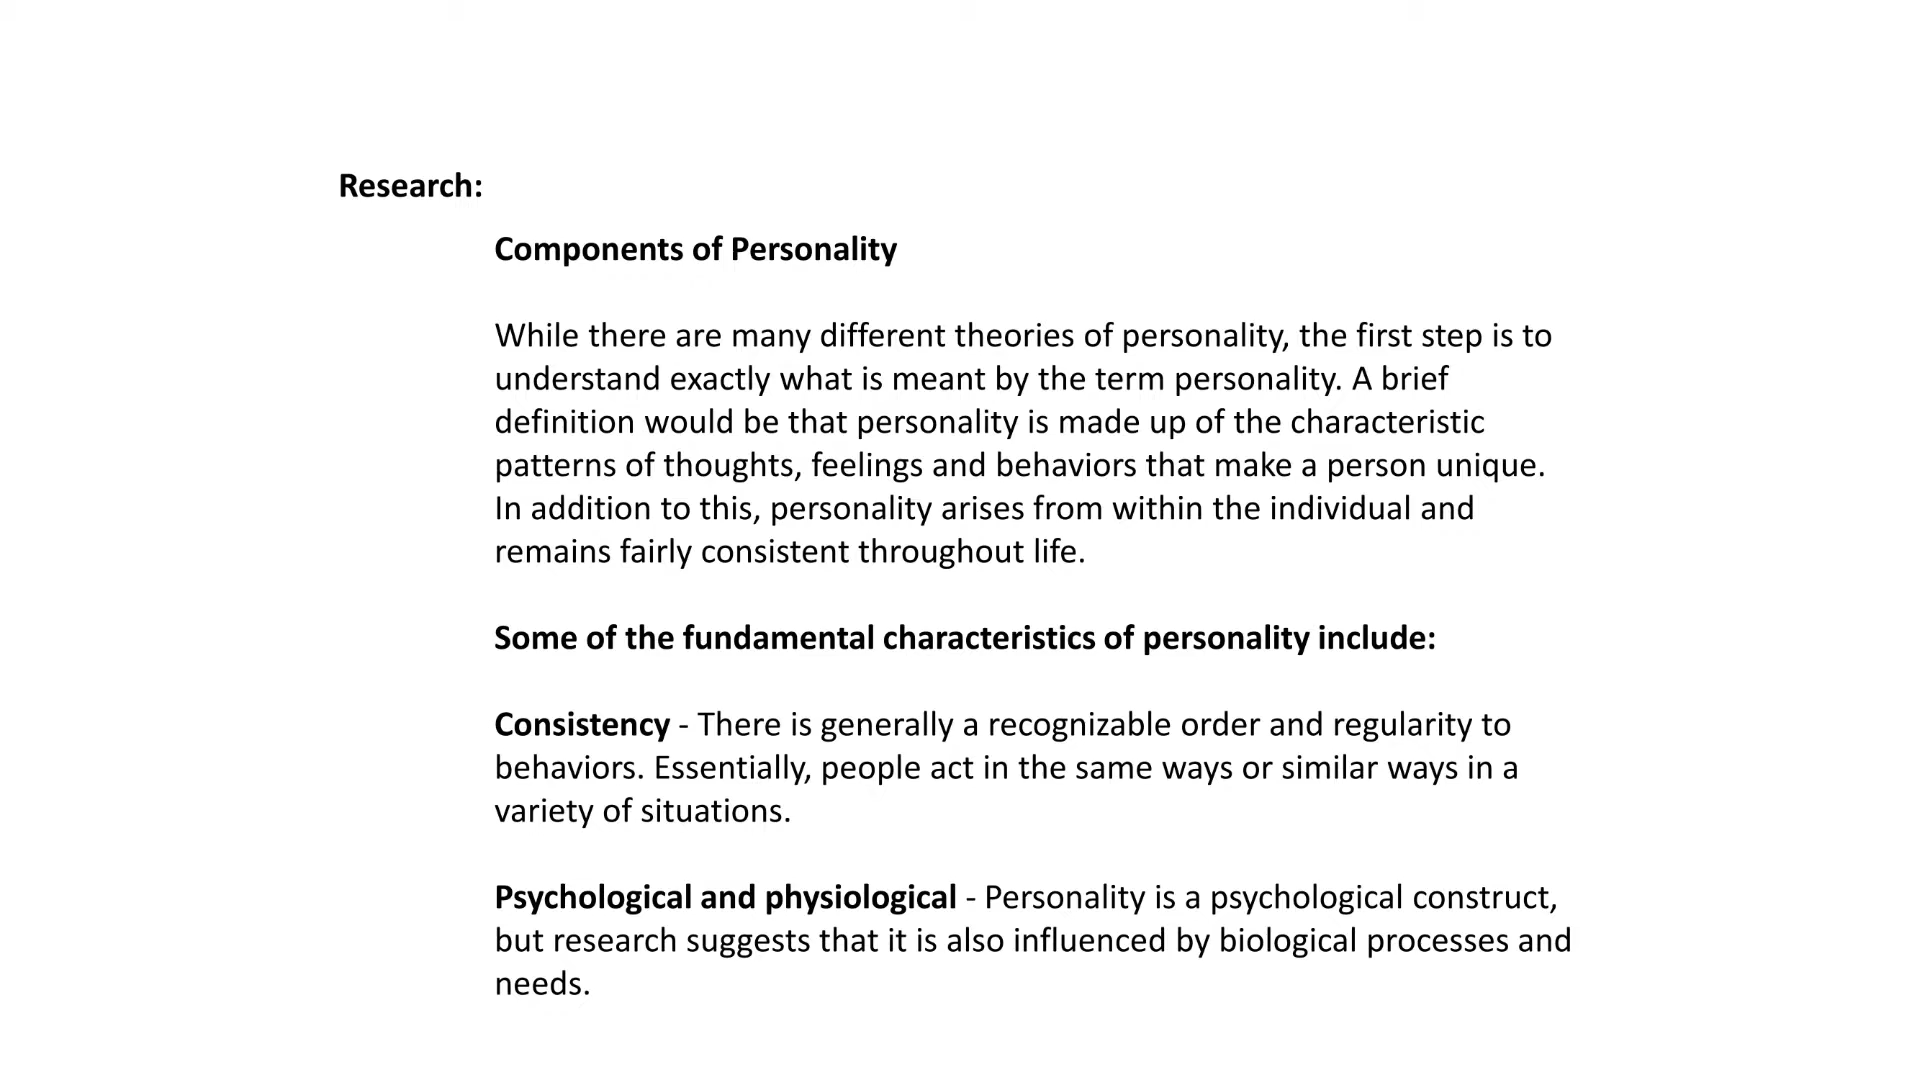 Research:
Components of Personality
While there are many different theories of personality, the first step is to
understand exactly what is meant by the term personality. A brief
definition would be that personality is made up of the characteristic
patterns of thoughts, feelings and behaviors that make a person unique.
In addition to this, personality arises from within the individual and
remains fairly consistent throughout life.
Some of the fundamental characteristics of personality include:
Consistency - There is generally a recognizable order and regularity to
behaviors. Essentially, people act in the same ways or similar ways in a
variety of situations.
Psychological and physiological - Personality is a psychological construct,
but research suggests that it is also influenced by biological processes and
needs.